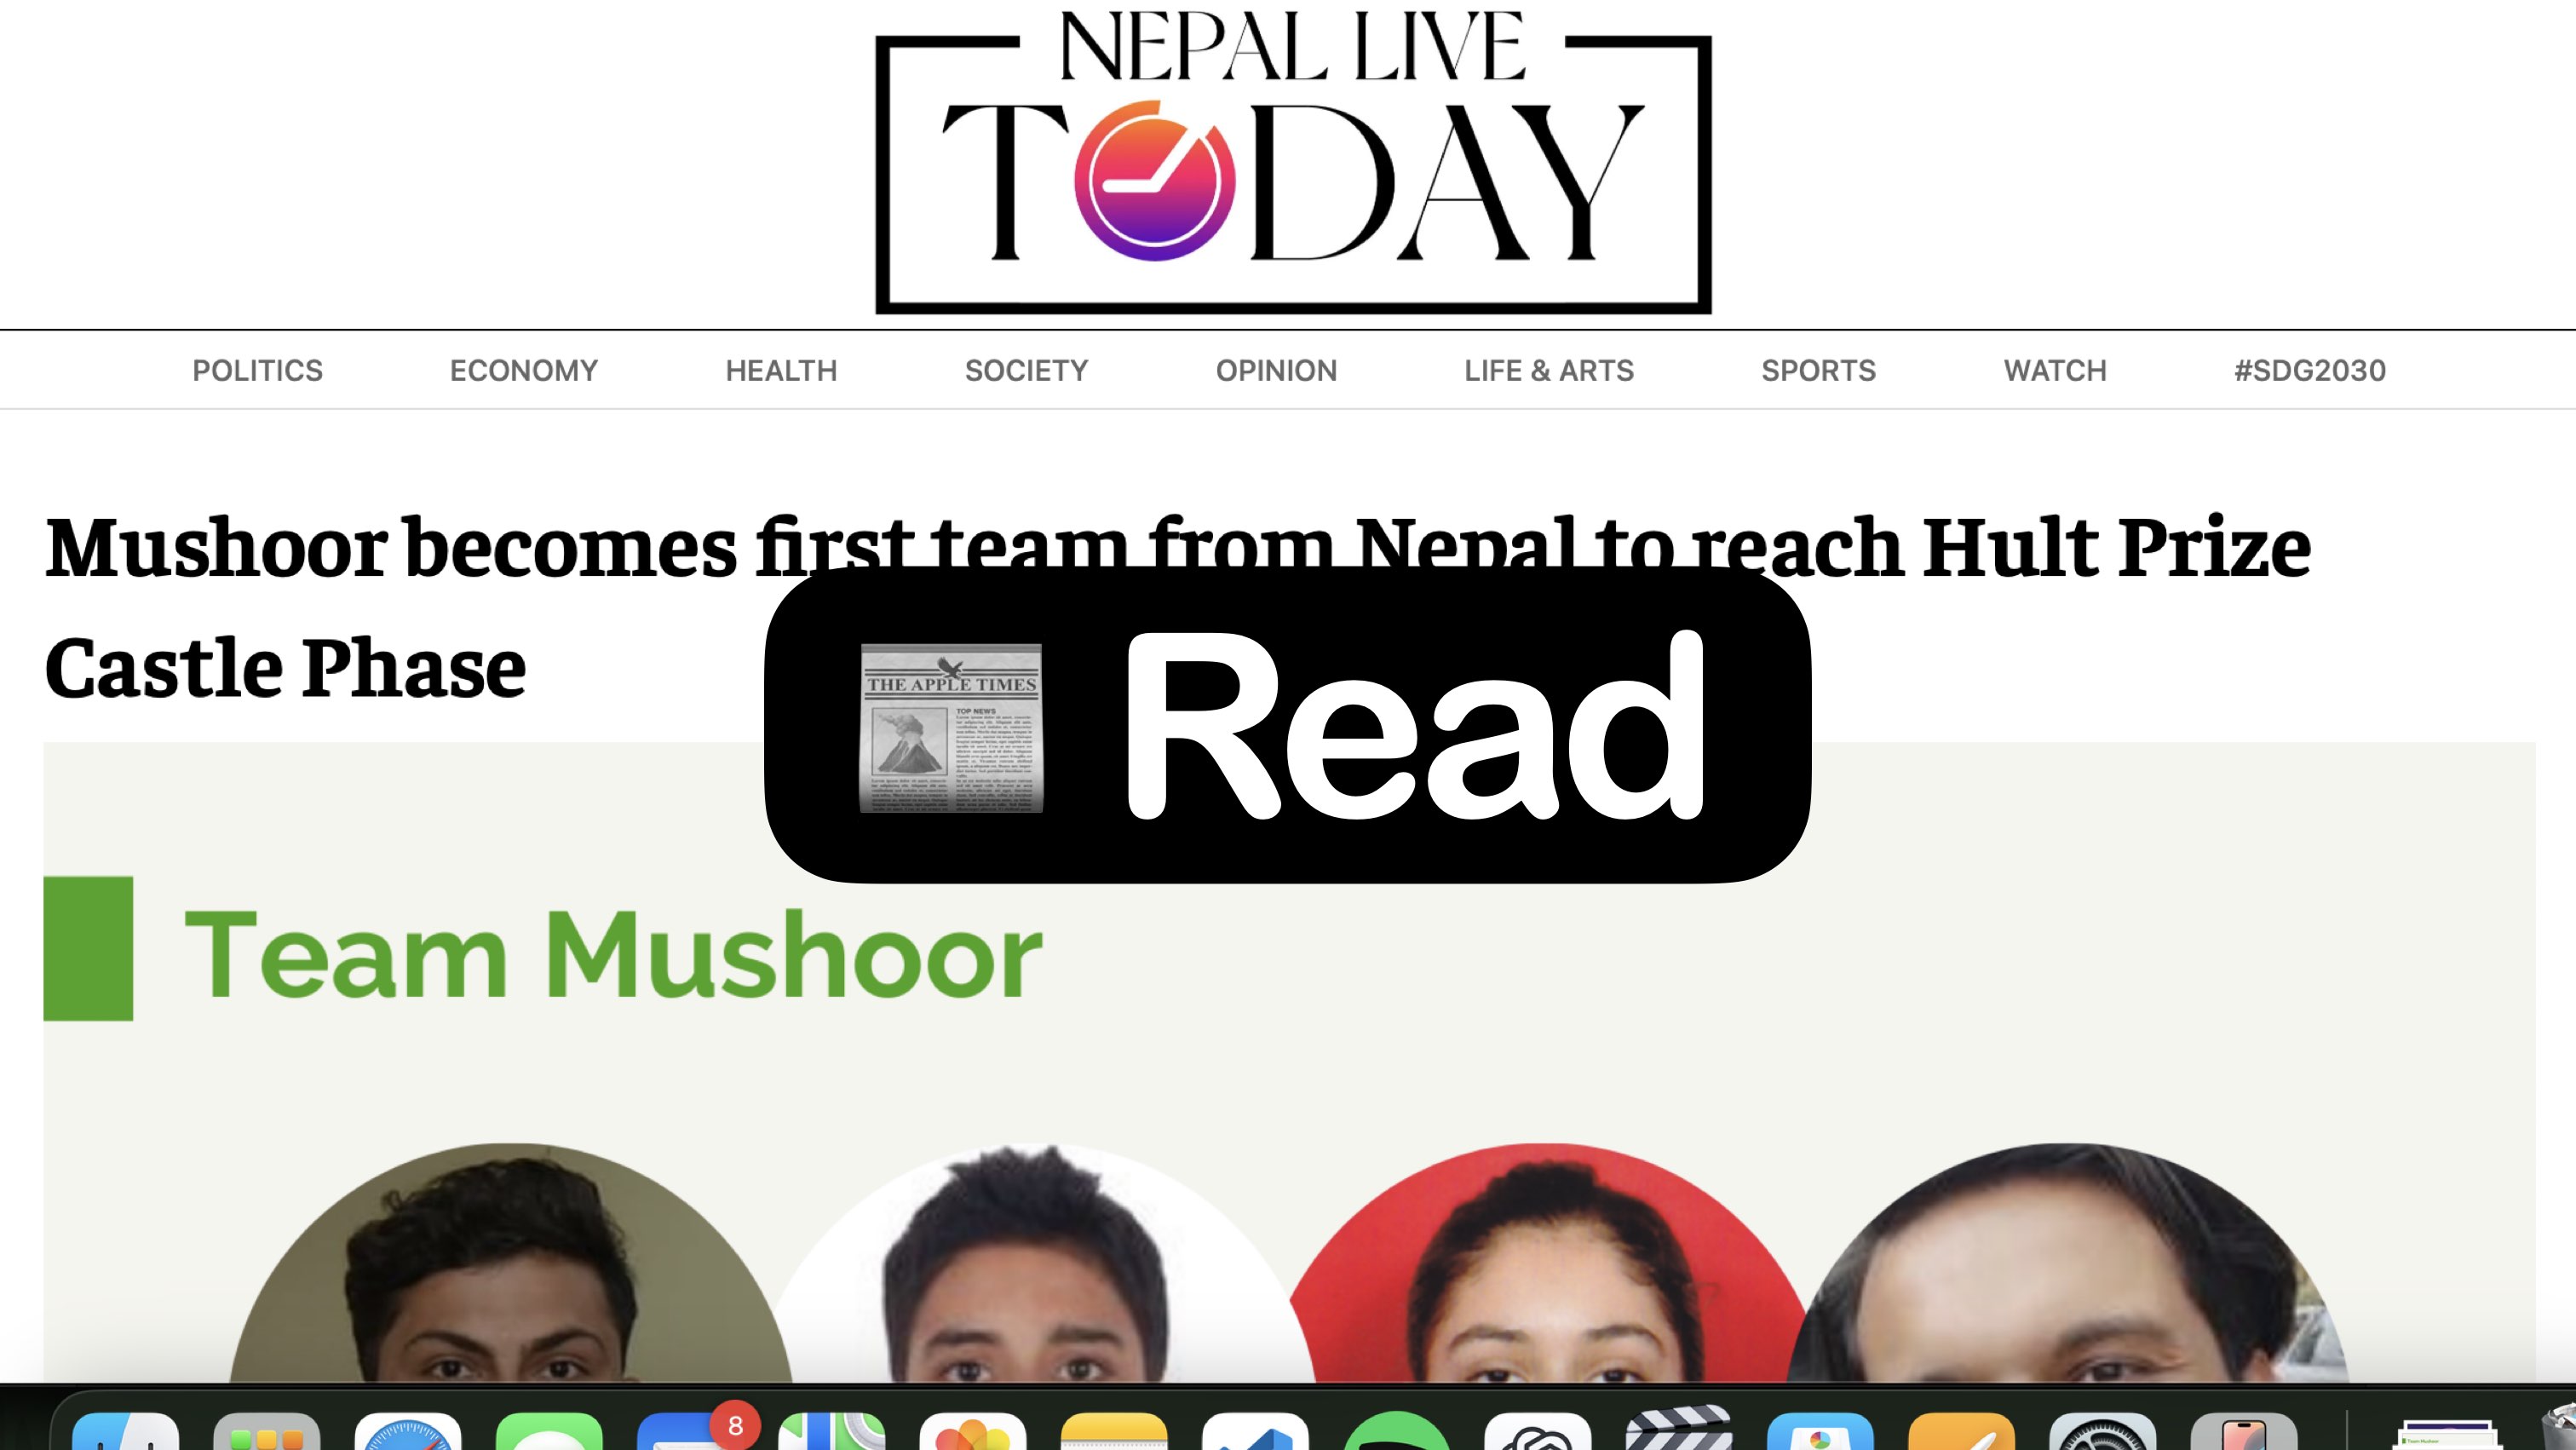 NEPAL LIVE
TODAY
POLITICS ECONOMY HEALTH SOCIETY OPINION LIFE & ARTS SPORTS WATCH #SDG2030
Mushoor becomes first team from Nepal to reach Hult Prize
Castle Phase
THE APPLE TIMES
TOP NEWS
Read
Team Mushoor
8